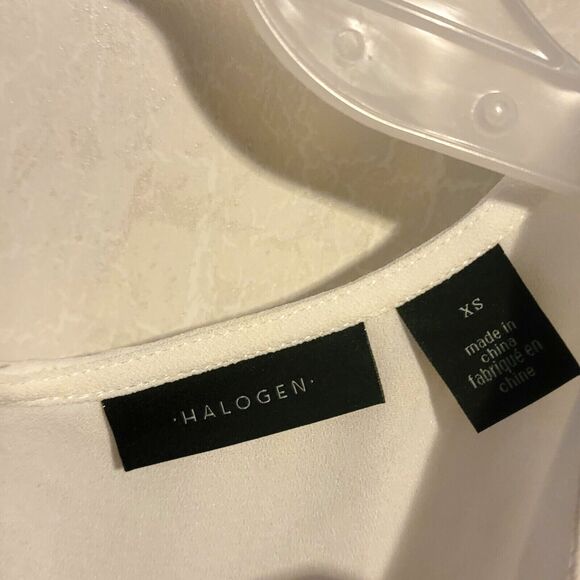 ·HALOGEN·
XS
made in
china
fabriqué en
chine